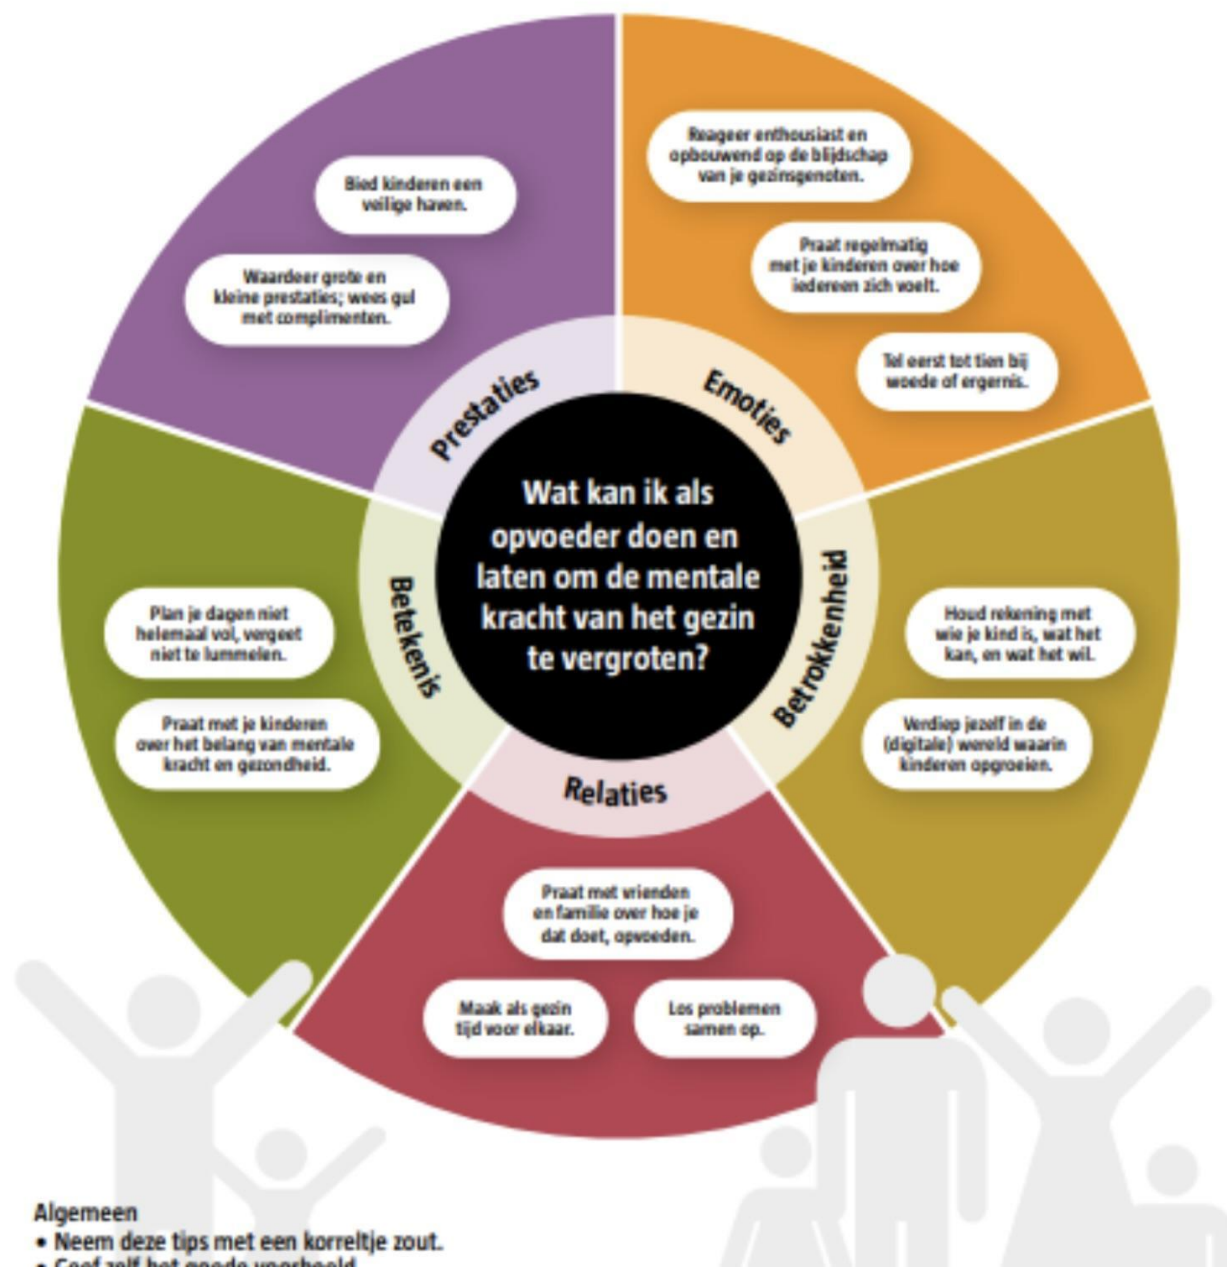 Reageer enthousiast en
opbouwend op de blijdschap
van je gezinsgenoten.
Praat regelmatig
met je kinderen over hoe
iedereen zich voelt.
Tel eerst tot tien bij
woede of ergernis.
Bied kinderen een
veilige haven.
Waardeer grote en
kleine prestaties; wees gul
met complimenten.
Prestaties
Emoties
Wat kan ik als
opvoeder doen en
laten om de mentale
kracht van het gezin
te vergroten?
Betekenis
Betrokkenheid
Relaties
Plan je dagen niet
helemaal vol, vergeet
niet te lummelen.
Praat met je kinderen
over het belang van mentale
kracht en gezondheid.
Houd rekening met
wie je kind is, wat het
kan, en wat het wil.
Verdiep jezelf in de
(digitale) wereld waarin
kinderen opgroeien.
Praat met vrienden
en familie over hoe je
dat doet, opvoeden.
Maak als gezin
tijd voor elkaar.
Los problemen
samen op.
Algemeen
• Neem deze tips met een korreltje zout.
• Geef zelf het goede voorbeeld.